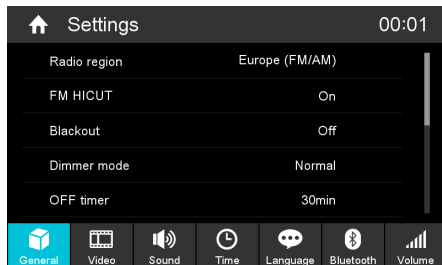 Settings 00:01
Radio region Europe (FM/AM)
FM HICUT On
Blackout Off
Dimmer mode Normal
OFF timer 30min
General Video Sound Time Language Bluetooth Volume